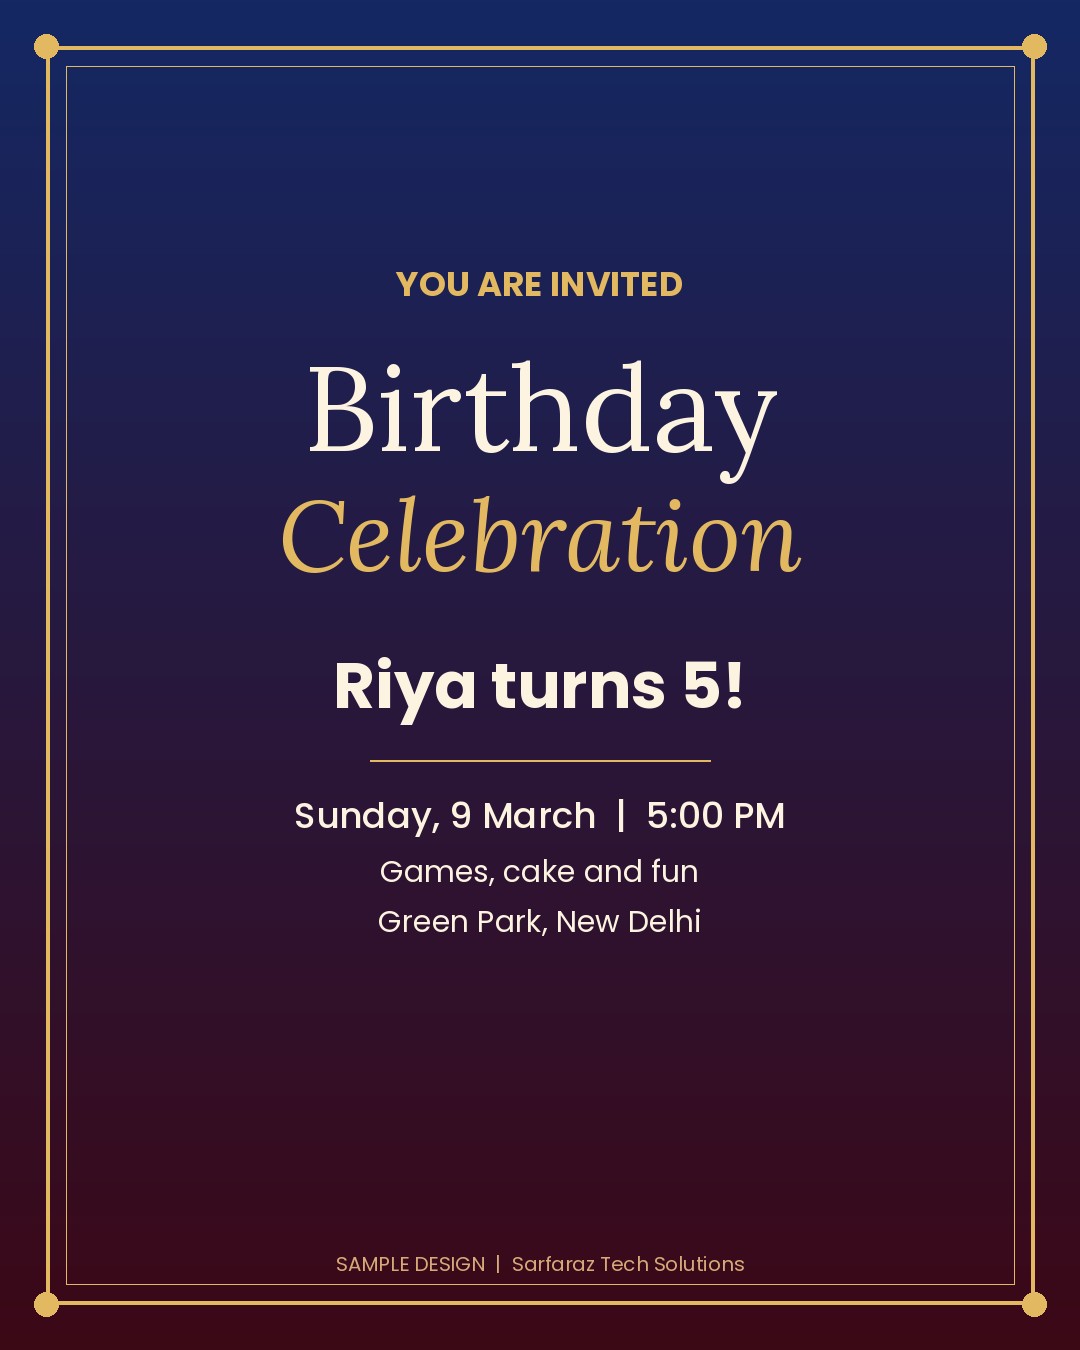 YOU ARE INVITED
Birthday
Celebration
Riya turns 5!
Sunday, 9 March | 5:00 PM
Games, cake and fun
Green Park, New Delhi
SAMPLE DESIGN | Sarfaraz Tech Solutions